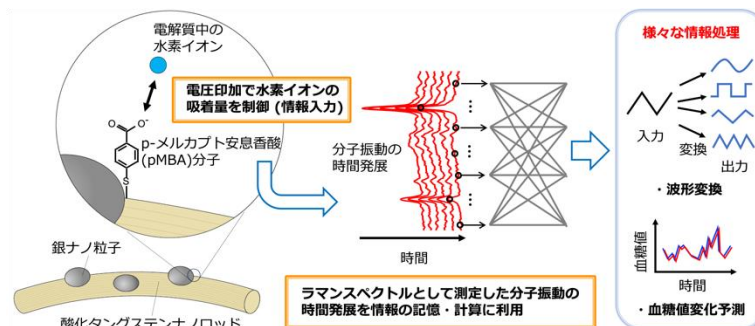 電解質中の
水素イオン
電圧印加で水素イオンの
吸着量を制御 (情報入力)
p-メルカプト安息香酸
(pMBA)分子
O
O⁻
S
銀ナノ粒子
酸化タングステンナノロッド
分子振動の
時間発展
時間
ラマンスペクトルとして測定した分子振動の
時間発展を情報の記憶・計算に利用
様々な情報処理
入力
変換
出力
・波形変換
血糖値
時間
・血糖値変化予測